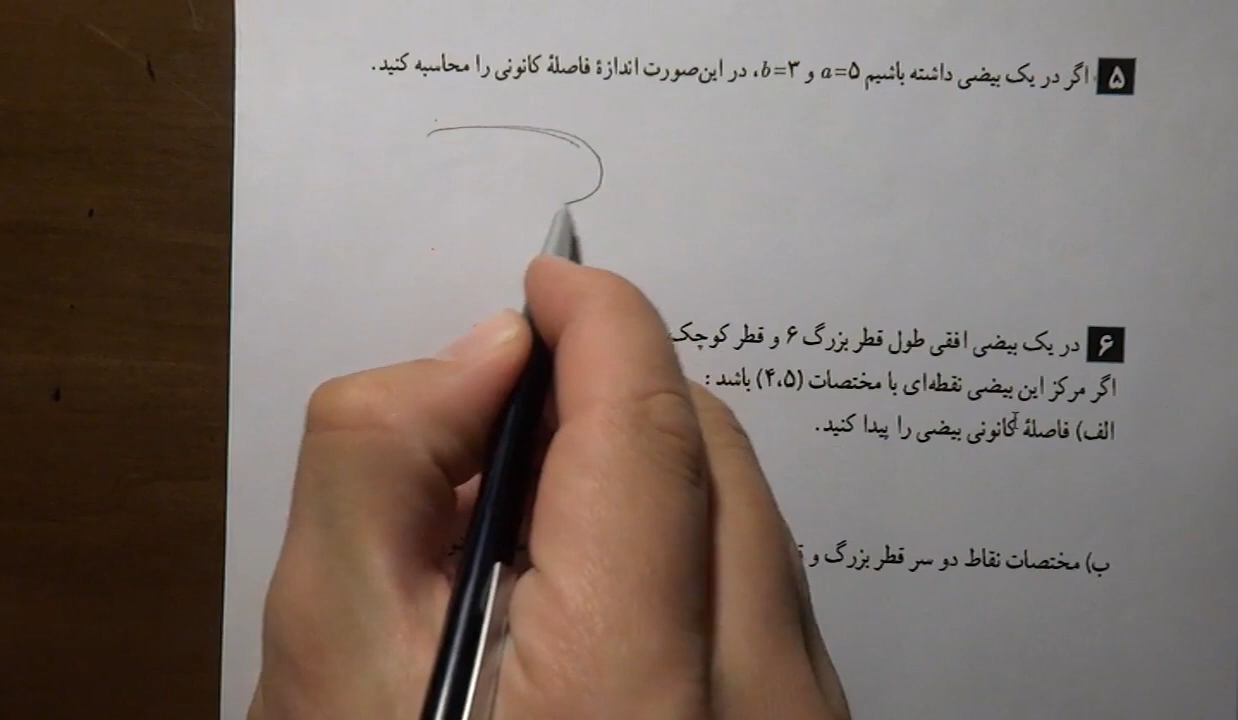 ۵ اگر در یک بیضی داشته باشیم a=۵ و b=۳، در این‌صورت اندازهٔ فاصلهٔ کانونی را محاسبه کنید.
۶ در یک بیضی افقی طول قطر بزرگ ۶ و قطر کوچک
اگر مرکز این بیضی نقطه‌ای با مختصات (۴،۵) باشد :
الف) فاصلهٔ کانونی بیضی را پیدا کنید.
ب) مختصات نقاط دو سر قطر بزرگ و